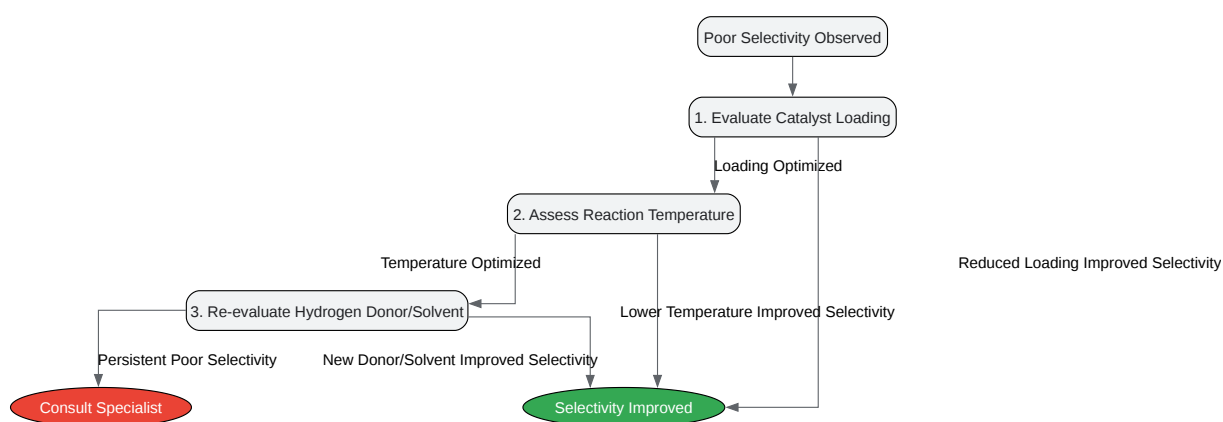 Poor Selectivity Observed
1. Evaluate Catalyst Loading
Loading Optimized
2. Assess Reaction Temperature
Temperature Optimized
Reduced Loading Improved Selectivity
3. Re-evaluate Hydrogen Donor/Solvent
Lower Temperature Improved Selectivity
Persistent Poor Selectivity
New Donor/Solvent Improved Selectivity
Consult Specialist
Selectivity Improved